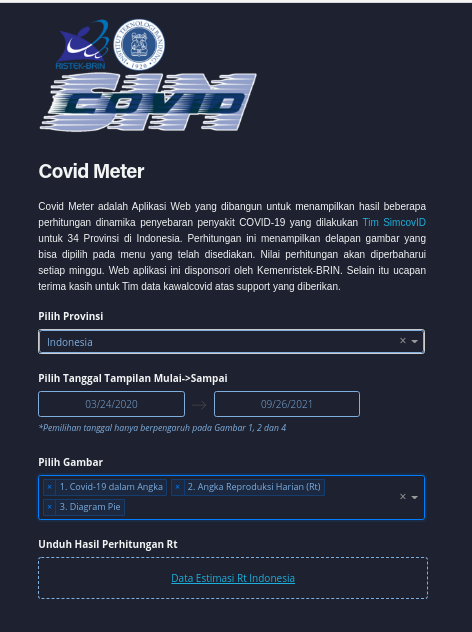 RISTEK-BRIN
INSTITUT TEKNOLOGI BANDUNG
1920
COVID
Covid Meter
Covid Meter adalah Aplikasi Web yang dibangun untuk menampilkan hasil beberapa
perhitungan dinamika penyebaran penyakit COVID-19 yang dilakukan Tim SimcovID
untuk 34 Provinsi di Indonesia. Perhitungan ini menampilkan delapan gambar yang
bisa dipilih pada menu yang telah disediakan. Nilai perhitungan akan diperbaharui
setiap minggu. Web aplikasi ini disponsori oleh Kemenristek-BRIN. Selain itu ucapan
terima kasih untuk Tim data kawalcovid atas support yang diberikan.
Pilih Provinsi
Indonesia
Pilih Tanggal Tampilan Mulai->Sampai
03/24/2020 → 09/26/2021
*Pemilihan tanggal hanya berpengaruh pada Gambar 1, 2 dan 4
Pilih Gambar
× 1. Covid-19 dalam Angka × 2. Angka Reproduksi Harian (Rt)
× 3. Diagram Pie
Unduh Hasil Perhitungan Rt
Data Estimasi Rt Indonesia